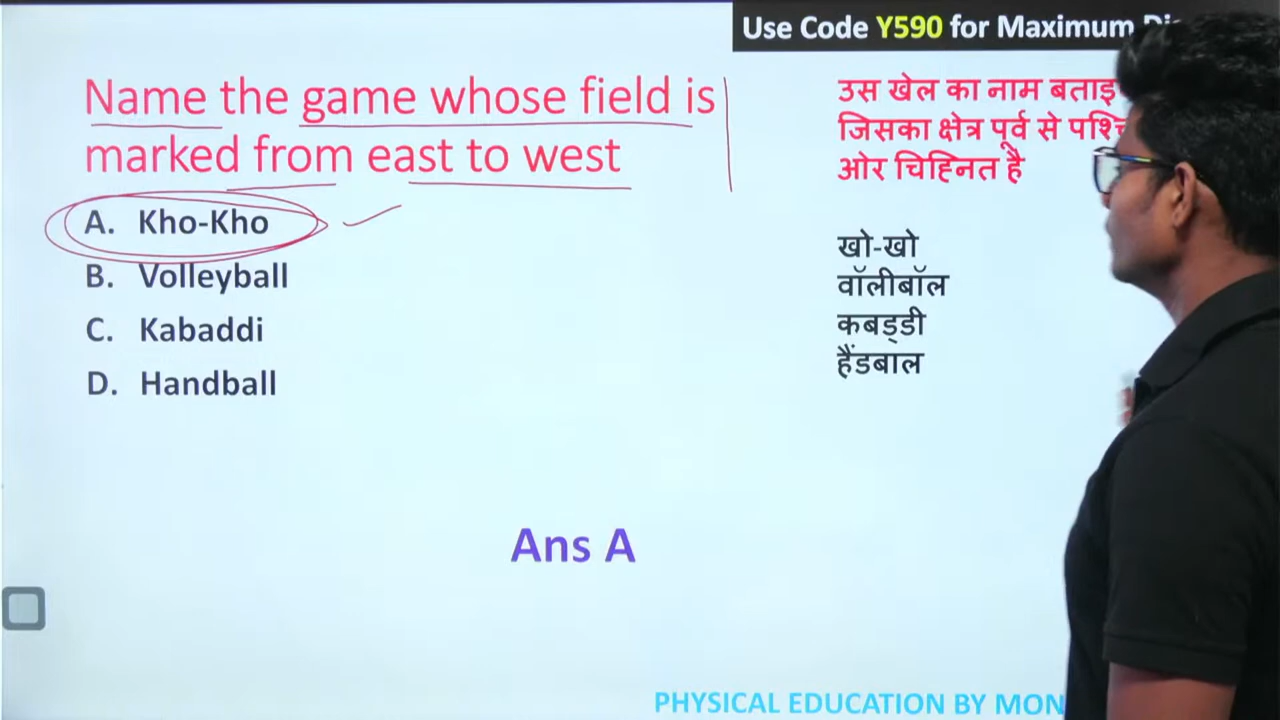 Use Code Y590 for Maximum
Name the game whose field is
marked from east to west
A. Kho-Kho
B. Volleyball
C. Kabaddi
D. Handball
उस खेल का नाम बताइ
जिसका क्षेत्र पूर्व से
ओर चिह्नित है
खो-खो
वॉलीबॉल
कबड्डी
हैंडबाल
Ans A
PHYSICAL EDUCATION BY MON